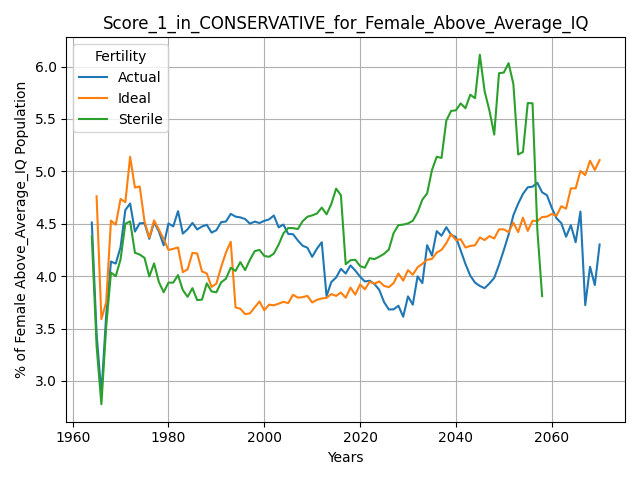 Score_1_in_CONSERVATIVE_for_Female_Above_Average_IQ
Fertility
Actual
Ideal
Sterile
% of Female Above_Average_IQ Population
6.0
5.5
5.0
4.5
4.0
3.5
3.0
1960 1980 2000 2020 2040 2060
Years